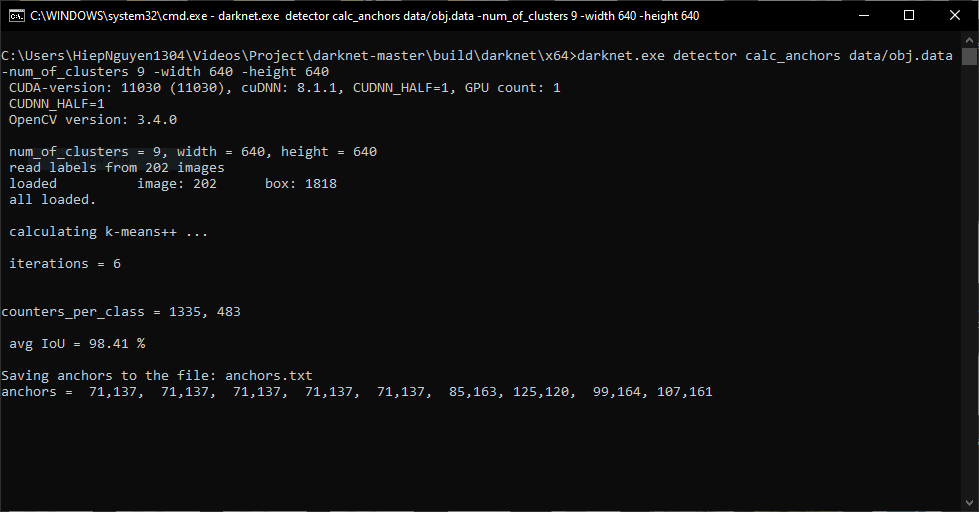 C:\WINDOWS\system32\cmd.exe - darknet.exe detector calc_anchors data/obj.data -num_of_clusters 9 -width 640 -height 640
C:\Users\HiepNguyen1304\Videos\Project\darknet-master\build\darknet\x64>darknet.exe detector calc_anchors data/obj.data
-num_of_clusters 9 -width 640 -height 640
CUDA-version: 11030 (11030), cuDNN: 8.1.1, CUDNN_HALF=1, GPU count: 1
CUDNN_HALF=1
OpenCV version: 3.4.0
num_of_clusters = 9, width = 640, height = 640
read labels from 202 images
loaded image: 202 box: 1818
all loaded.
calculating k-means++ ...
iterations = 6
counters_per_class = 1335, 483
avg IoU = 98.41 %
Saving anchors to the file: anchors.txt
anchors = 71,137, 71,137, 71,137, 71,137, 71,137, 85,163, 125,120, 99,164, 107,161